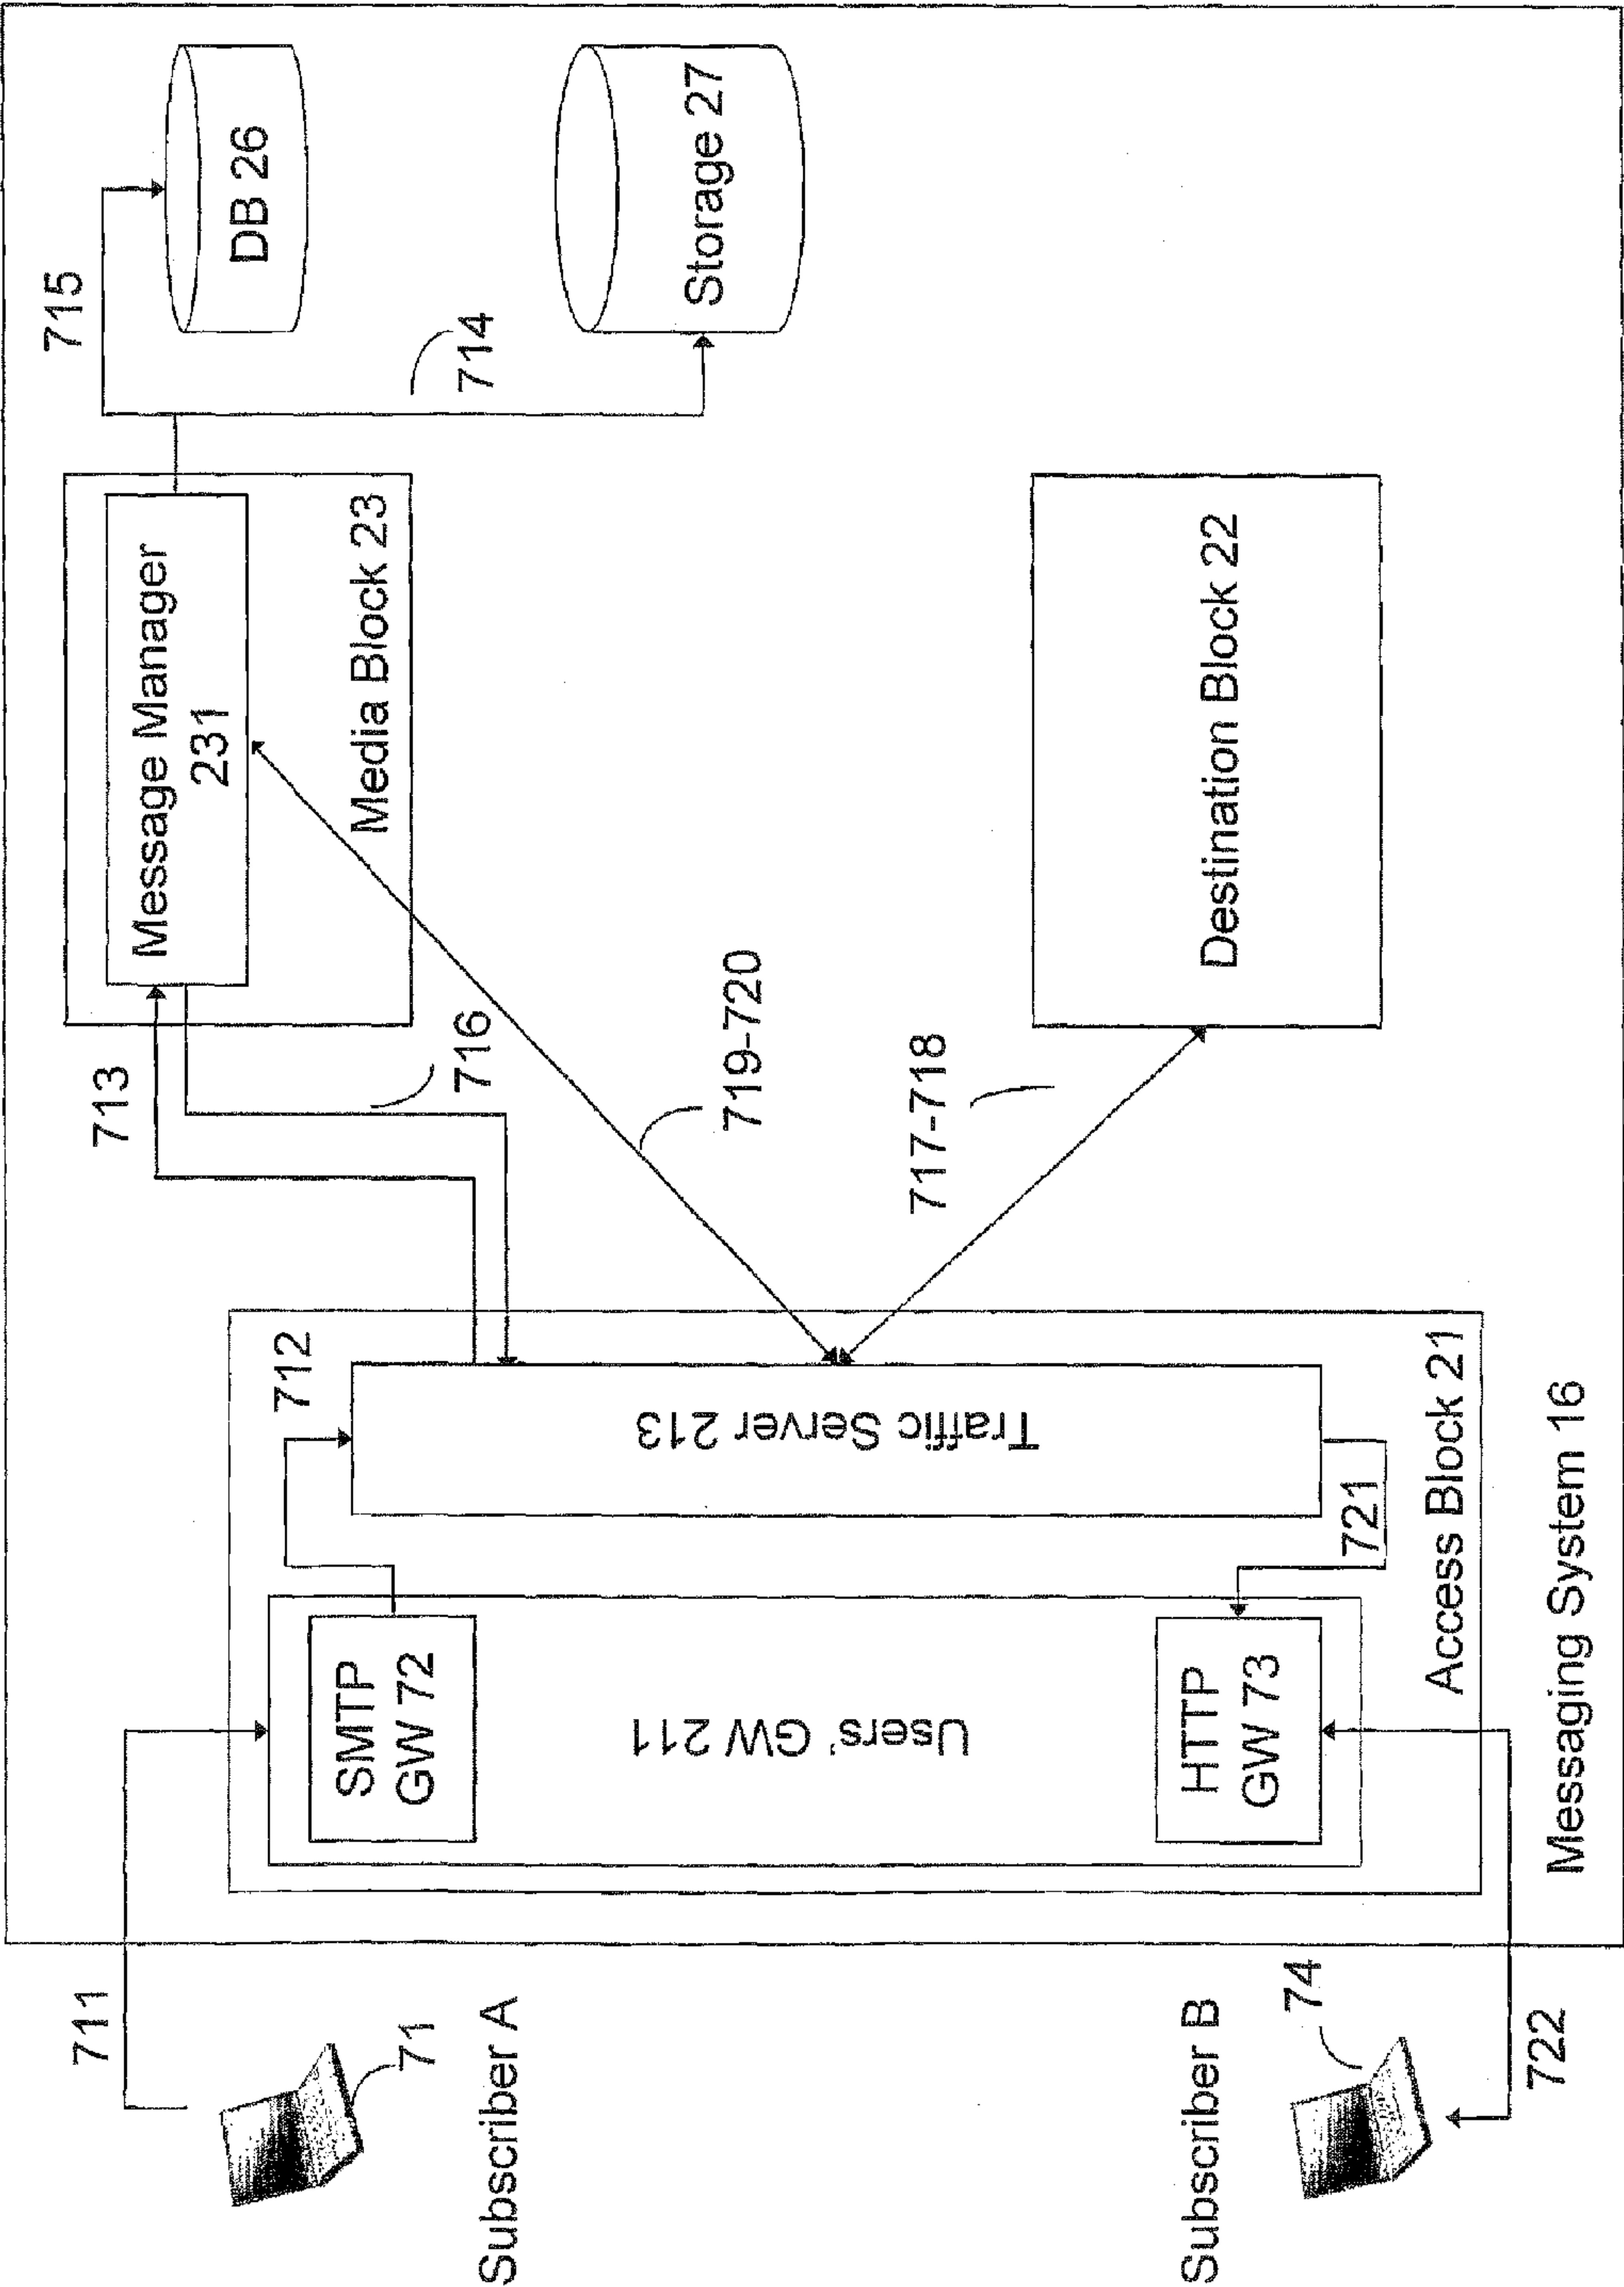 711
71
Subscriber A
Subscriber B
74
722
SMTP
GW 72
Users' GW 211
HTTP
GW 73
712
Traffic Server 213
721
Access Block 21
Messaging System 16
713
716
719-720
717-718
Message Manager
231
Media Block 23
Destination Block 22
715
714
DB 26
Storage 27